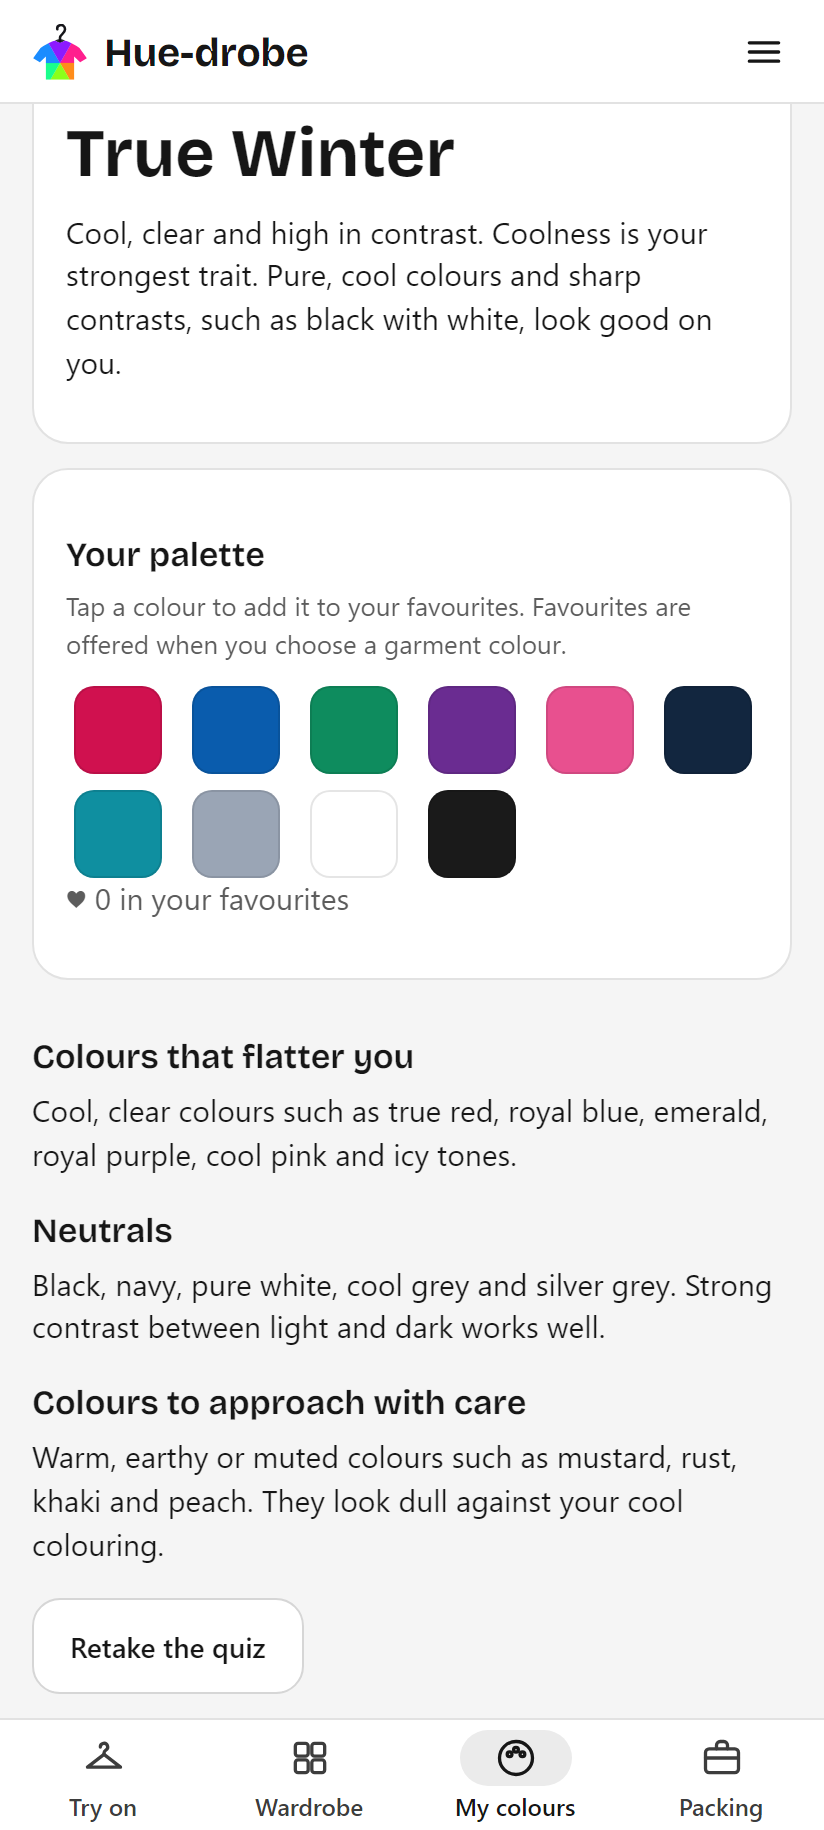 Hue-drobe
True Winter
Cool, clear and high in contrast. Coolness is your
strongest trait. Pure, cool colours and sharp
contrasts, such as black with white, look good on
you.
Your palette
Tap a colour to add it to your favourites. Favourites are
offered when you choose a garment colour.
0 in your favourites
Colours that flatter you
Cool, clear colours such as true red, royal blue, emerald,
royal purple, cool pink and icy tones.
Neutrals
Black, navy, pure white, cool grey and silver grey. Strong
contrast between light and dark works well.
Colours to approach with care
Warm, earthy or muted colours such as mustard, rust,
khaki and peach. They look dull against your cool
colouring.
Retake the quiz
Try on
Wardrobe
My colours
Packing